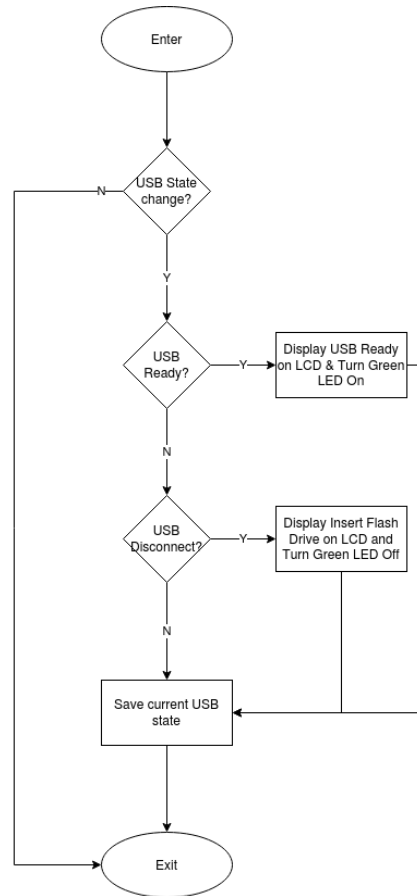 Enter
USB State
change?
N
Y
USB
Ready?
Y
Display USB Ready
on LCD & Turn Green
LED On
N
USB
Disconnect?
Y
Display Insert Flash
Drive on LCD and
Turn Green LED Off
N
Save current USB
state
Exit